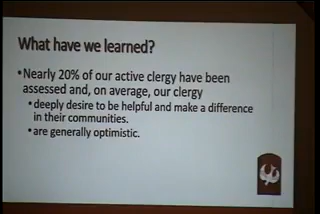 What have we learned?
•Nearly 20% of our active clergy have been
assessed and, on average, our clergy
•deeply desire to be helpful and make a difference
in their communities.
•are generally optimistic.